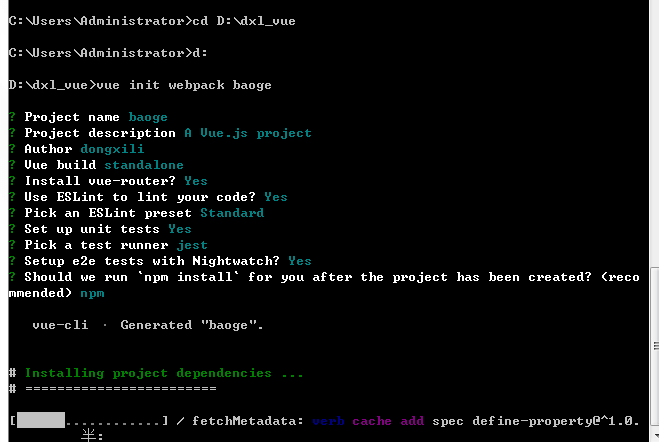 C:\Users\Administrator>cd D:\dxl_vue
C:\Users\Administrator>d:
D:\dxl_vue>vue init webpack baoge
? Project name baoge
? Project description A Vue.js project
? Author dongxili
? Vue build standalone
? Install vue-router? Yes
? Use ESLint to lint your code? Yes
? Pick an ESLint preset Standard
? Set up unit tests Yes
? Pick a test runner jest
? Setup e2e tests with Nightwatch? Yes
? Should we run `npm install` for you after the project has been created? (reco
mmended) npm
vue-cli · Generated "baoge".
# Installing project dependencies ...
# ========================
[      ............] / fetchMetadata: verb cache add spec define-property@^1.0.
半: